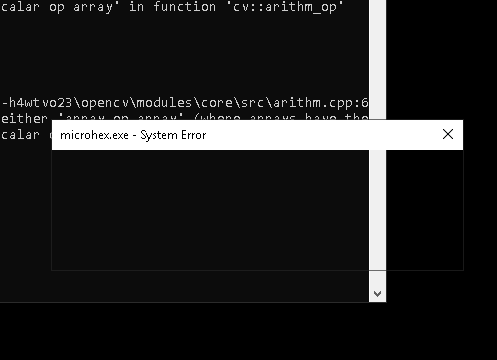 calar op array' in function 'cv::arithm_op'
-h4wtvo23\opencv\modules\core\src\arithm.cpp:6
either 'array op array' (where arrays have the
calar
microhex.exe - System Error